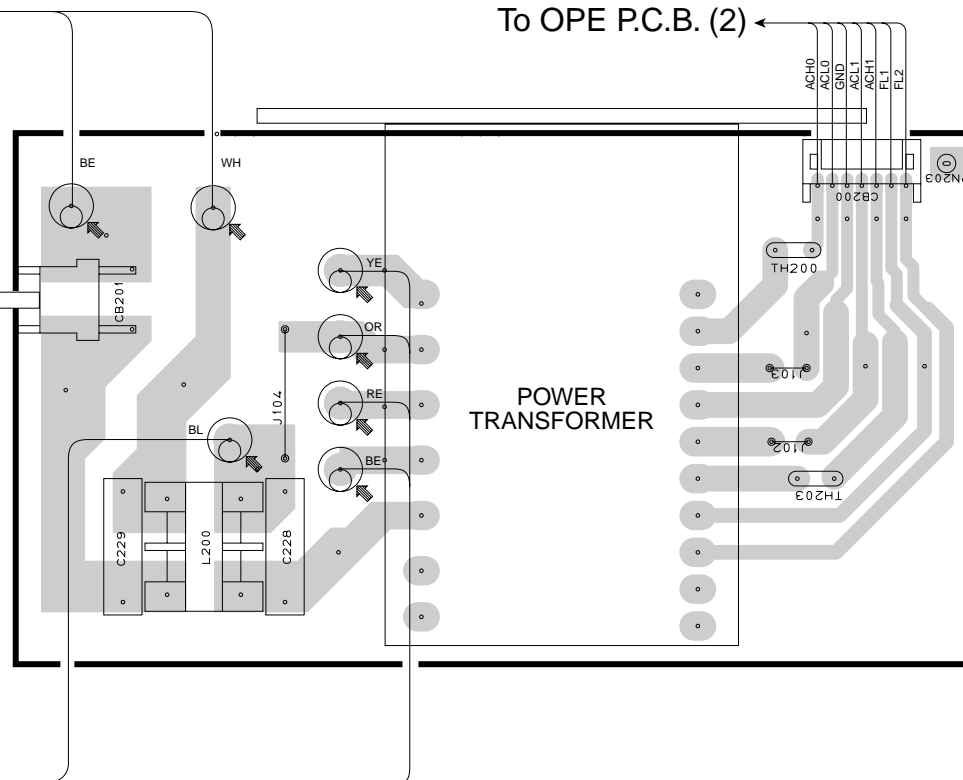 To OPE P.C.B. (2)
ACH0
ACL0
GND
ACL1
ACH1
FL1
FL2
BE
WH
CB200
PN203
YE
TH200
CB201
OR
J104
J103
RE
POWER
TRANSFORMER
BL
BE
J102
TH203
C229
L200
C228